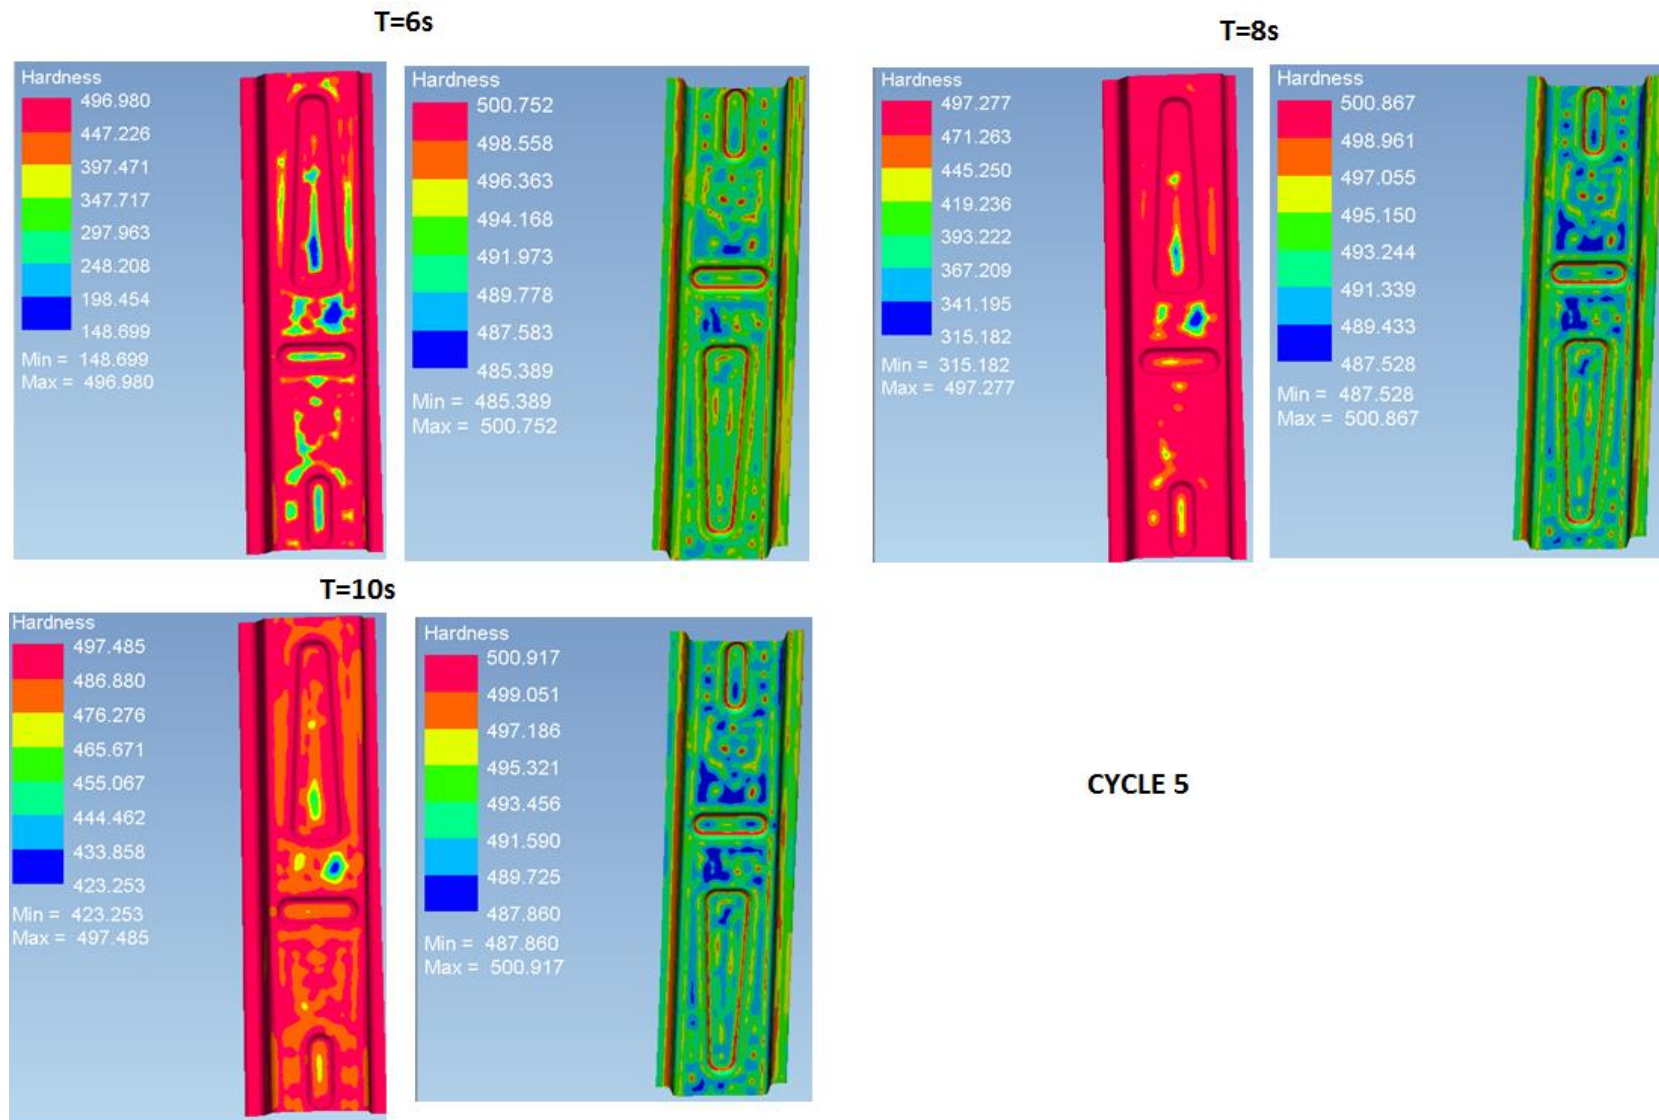 T=6s
Hardness
496.980
447.226
397.471
347.717
297.963
248.208
198.454
148.699
Min = 148.699
Max = 496.980
Hardness
500.752
498.558
496.363
494.168
491.973
489.778
487.583
485.389
Min = 485.389
Max = 500.752
T=8s
Hardness
497.277
471.263
445.250
419.236
393.222
367.209
341.195
315.182
Min = 315.182
Max = 497.277
Hardness
500.867
498.961
497.055
495.150
493.244
491.339
489.433
487.528
Min = 487.528
Max = 500.867
T=10s
Hardness
497.485
486.880
476.276
465.671
455.067
444.462
433.858
423.253
Min = 423.253
Max = 497.485
Hardness
500.917
499.051
497.186
495.321
493.456
491.590
489.725
487.860
Min = 487.860
Max = 500.917
CYCLE 5